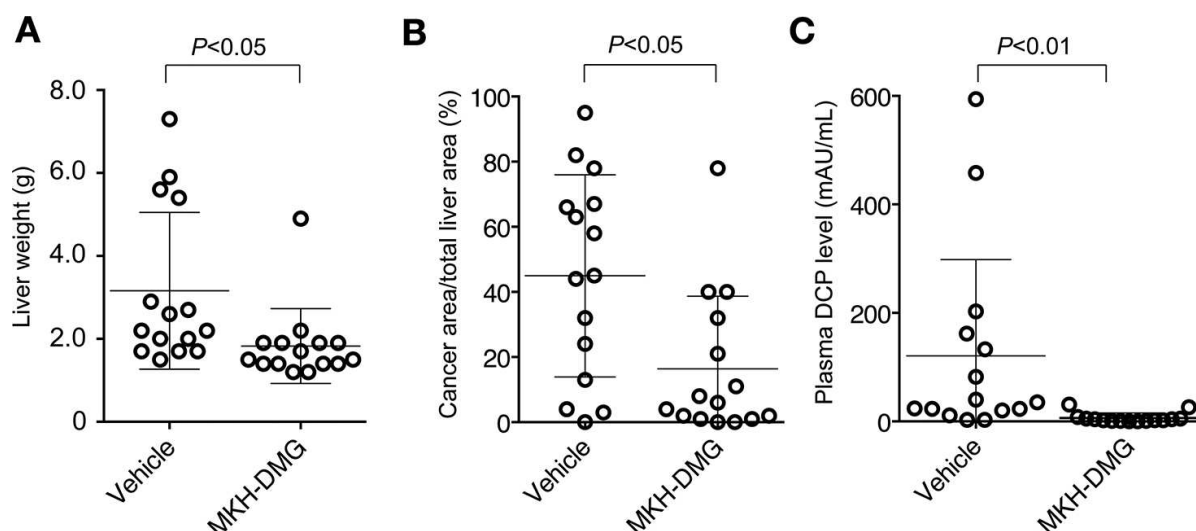 A
P<0.05
Liver weight (g)
8.0
6.0
4.0
2.0
0
Vehicle
MKH-DMG
B
P<0.05
Cancer area/total liver area (%)
100
80
60
40
20
0
Vehicle
MKH-DMG
C
P<0.01
Plasma DCP level (mAU/mL)
600
400
200
0
Vehicle
MKH-DMG